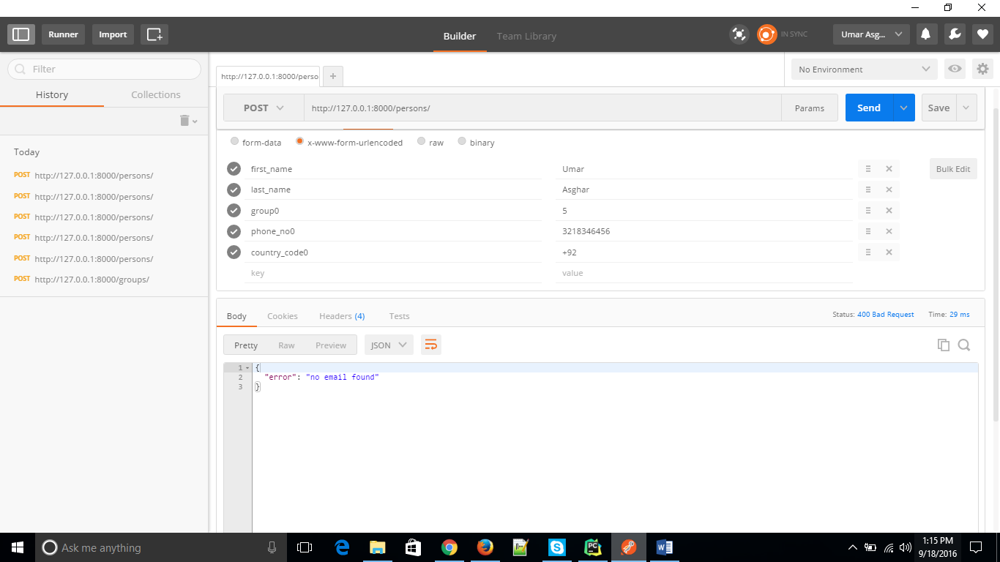 Runner Import Builder Team Library IN SYNC Umar Asg...
Filter
History Collections
Today
POST http://127.0.0.1:8000/persons/
POST http://127.0.0.1:8000/persons/
POST http://127.0.0.1:8000/persons/
POST http://127.0.0.1:8000/persons/
POST http://127.0.0.1:8000/persons/
POST http://127.0.0.1:8000/groups/
http://127.0.0.1:8000/perso + No Environment
POST http://127.0.0.1:8000/persons/ Params Send Save
form-data x-www-form-urlencoded raw binary
first_name Umar Bulk Edit
last_name Asghar
group0 5
phone_no0 3218346456
country_code0 +92
key value
Body Cookies Headers (4) Tests Status: 400 Bad Request Time: 29 ms
Pretty Raw Preview JSON
1 {
2 "error": "no email found"
3 }
Ask me anything
1:15 PM
9/18/2016